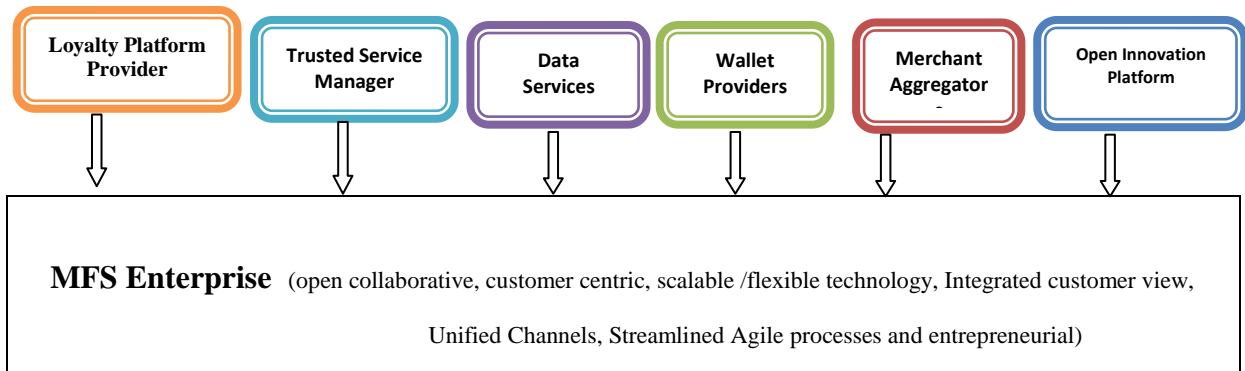 Loyalty Platform
Provider
Trusted Service
Manager
Data
Services
Wallet
Providers
Merchant
Aggregator
Open Innovation
Platform
MFS Enterprise (open collaborative, customer centric, scalable /flexible technology, Integrated customer view,
Unified Channels, Streamlined Agile processes and entrepreneurial)